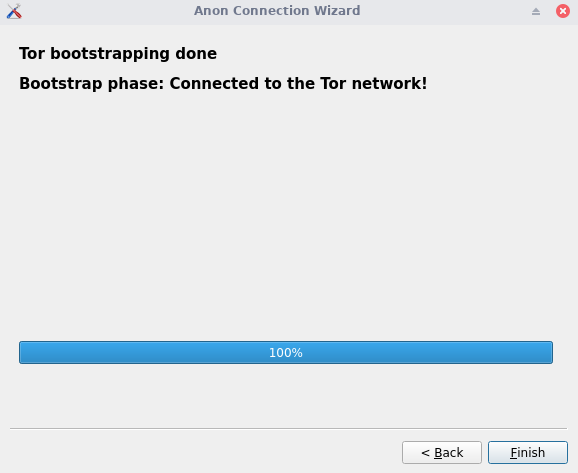 Anon Connection Wizard
Tor bootstrapping done
Bootstrap phase: Connected to the Tor network!
100%
< Back
Finish